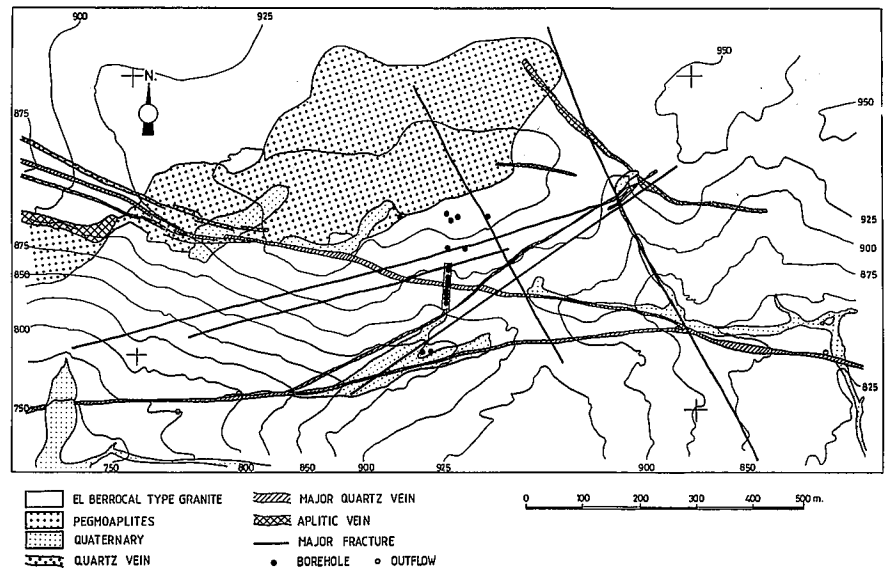 900
925
N.
950
950
875
925
900
875
875
850
800
825
750
750
800
850
900
925
900
850
EL BERROCAL TYPE GRANITE
PEGMOAPLITES
QUATERNARY
QUARTZ VEIN
MAJOR QUARTZ VEIN
APLITIC VEIN
MAJOR FRACTURE
BOREHOLE
OUTFLOW
0 100 200 300 400 500 m.